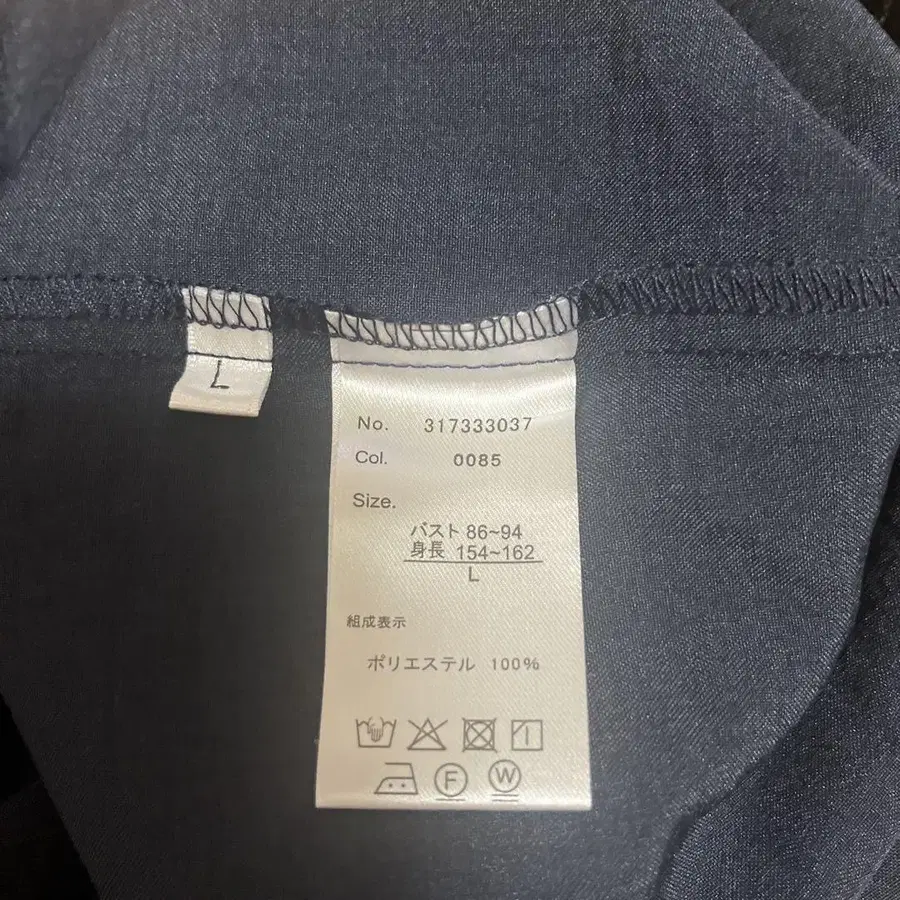 L
No. 317333037
Col. 0085
Size.
バスト 86~94
身長 154~162
L
組成表示
ポリエステル 100%
F W